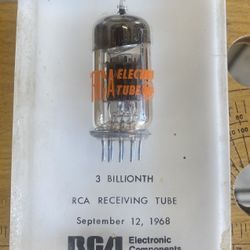 RCA ELECTRON
TUBE
3 BILLIONTH
RCA RECEIVING TUBE
September 12, 1968
RCA Electronic
Components